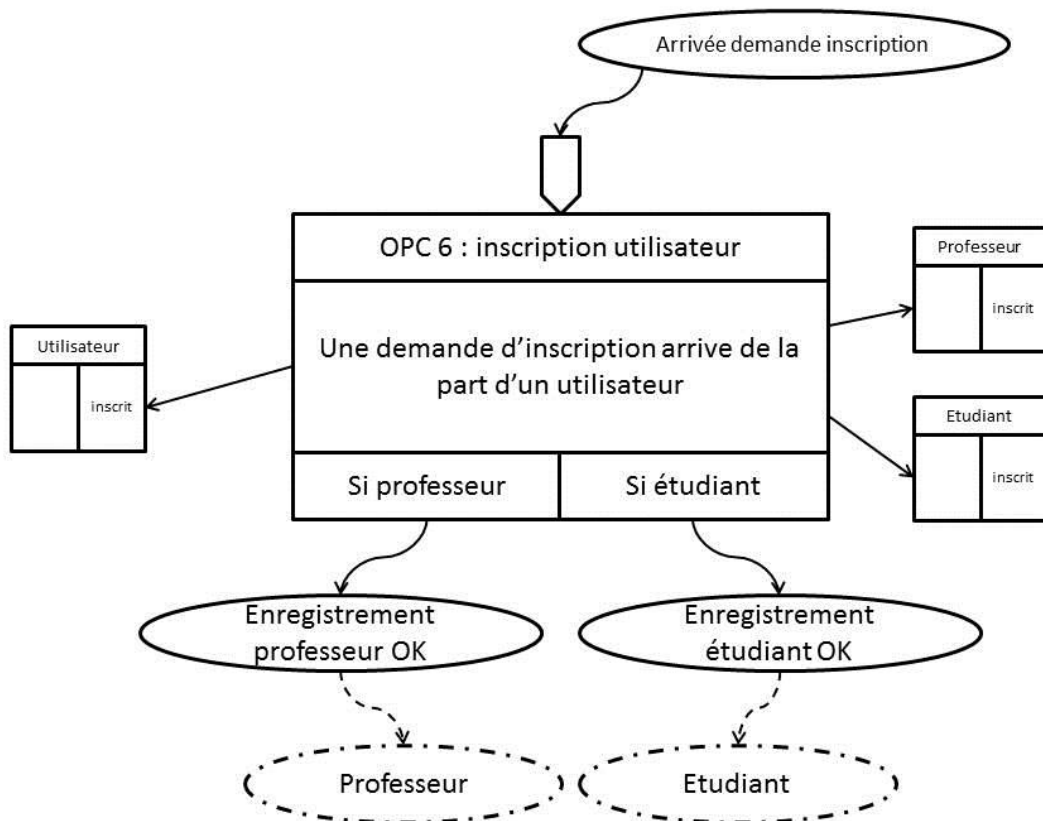 Arrivée demande inscription
OPC 6 : inscription utilisateur
Professeur
inscrit
Utilisateur
inscrit
Une demande d'inscription arrive de la
part d'un utilisateur
Etudiant
inscrit
Si professeur
Si étudiant
Enregistrement
professeur OK
Enregistrement
étudiant OK
Professeur
Etudiant